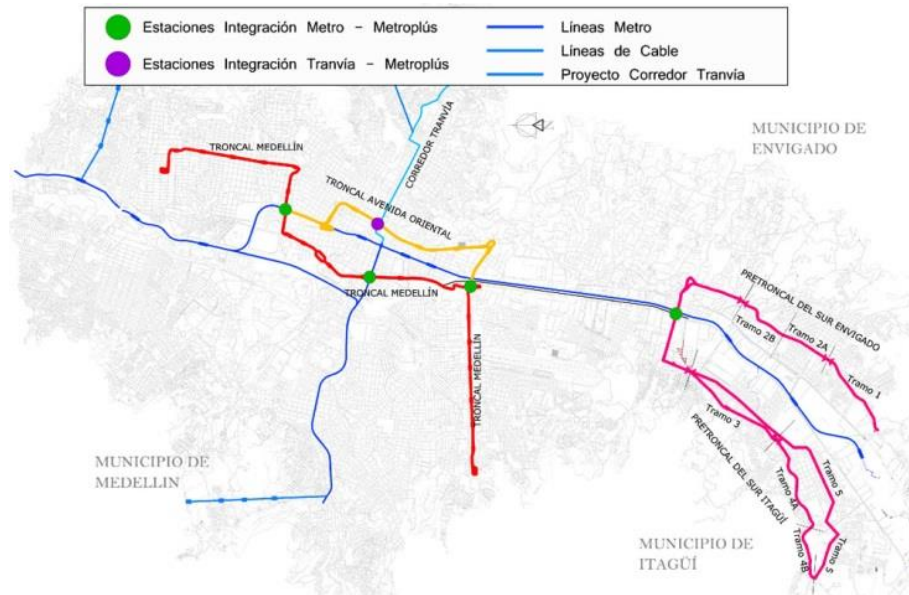 Estaciones Integración Metro – Metroplús
Líneas Metro
Líneas de Cable
Estaciones Integración Tranvía – Metroplús
Proyecto Corredor Tranvía
MUNICIPIO DE
ENVIGADO
TRONCAL MEDELLÍN
CORREDOR TRANVÍA
TRONCAL AVENIDA ORIENTAL
TRONCAL MEDELLÍN
TRONCAL MEDELLÍN
PRETRONCAL DEL SUR ENVIGADO
Tramo 2B
Tramo 2A
Tramo 1
Tramo 3
PRETRONCAL DEL SUR ITAGÜÍ
Tramo 4A
Tramo 5
Tramo 4B
Tramo 5
MUNICIPIO DE
MEDELLIN
MUNICIPIO DE
ITAGÜÍ